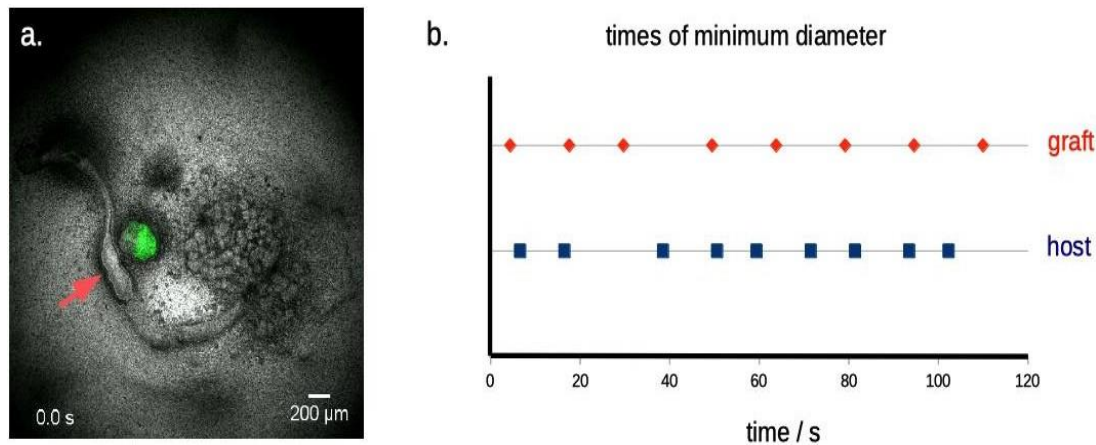 a.
0.0 s
200 µm
b.
times of minimum diameter
graft
host
0 20 40 60 80 100 120
time / s